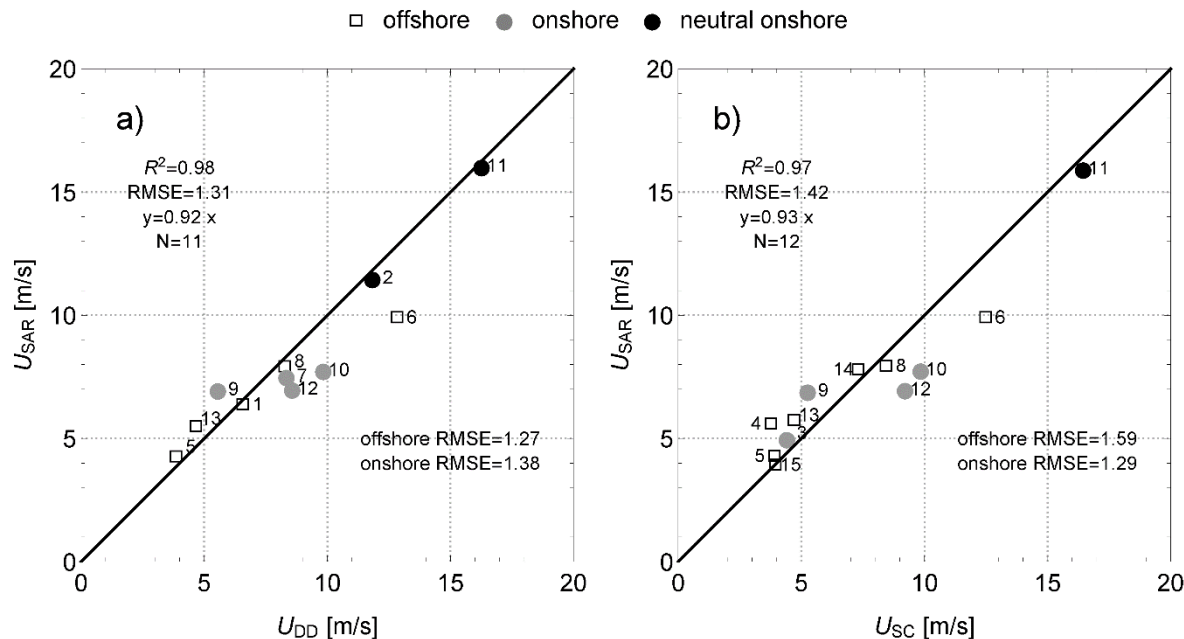 offshore onshore neutral onshore
a)
R²=0.98
RMSE=1.31
y=0.92 x
N=11
11
2
6
8
7
10
12
9
1
13
5
offshore RMSE=1.27
onshore RMSE=1.38
20
15
10
5
0
0 5 10 15 20
U_SAR [m/s]
U_DD [m/s]
b)
R²=0.97
RMSE=1.42
y=0.93 x
N=12
11
6
14
8
10
12
9
4
13
3
5
15
offshore RMSE=1.59
onshore RMSE=1.29
20
15
10
5
0
0 5 10 15 20
U_SAR [m/s]
U_SC [m/s]